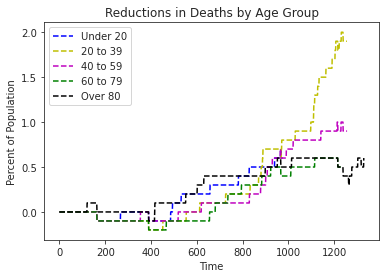 Reductions in Deaths by Age Group
Under 20
20 to 39
40 to 59
60 to 79
Over 80
Percent of Population
2.0
1.5
1.0
0.5
0.0
0 200 400 600 800 1000 1200
Time